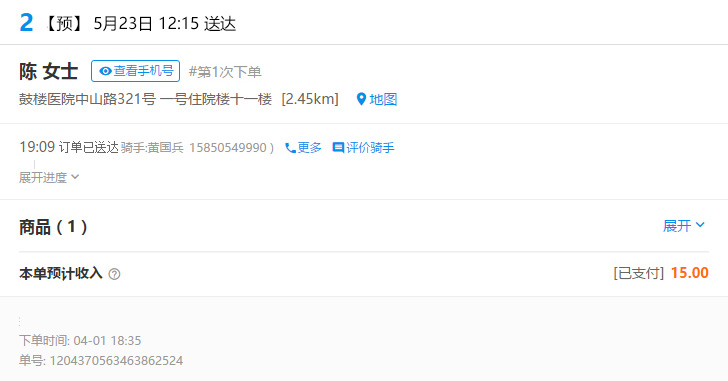 2 【预】 5月23日 12:15 送达
陈 女士 查看手机号 #第1次下单
鼓楼医院中山路321号 一号住院楼十一楼 [2.45km] 地图
19:09 订单已送达 骑手:黄国兵 15850549990 ) 更多 评价骑手
展开进度
商品 ( 1 ) 展开
本单预计收入 ? [已支付] 15.00
下单时间: 04-01 18:35
单号: 1204370563463862524